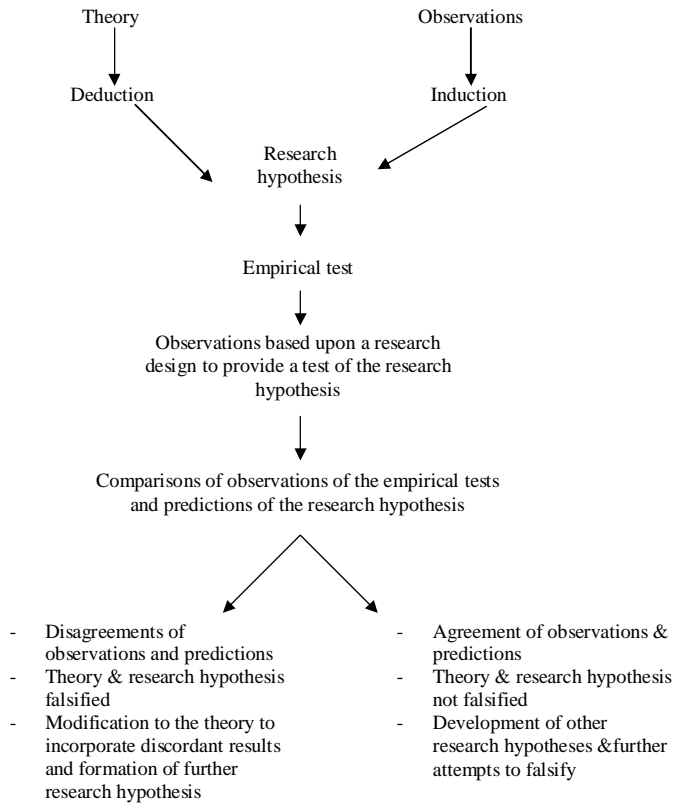 Theory
Observations
Deduction
Induction
Research
hypothesis
Empirical test
Observations based upon a research
design to provide a test of the research
hypothesis
Comparisons of observations of the empirical tests
and predictions of the research hypothesis
- Disagreements of
observations and predictions
- Theory & research hypothesis
falsified
- Modification to the theory to
incorporate discordant results
and formation of further
research hypothesis
- Agreement of observations &
predictions
- Theory & research hypothesis
not falsified
- Development of other
research hypotheses &further
attempts to falsify